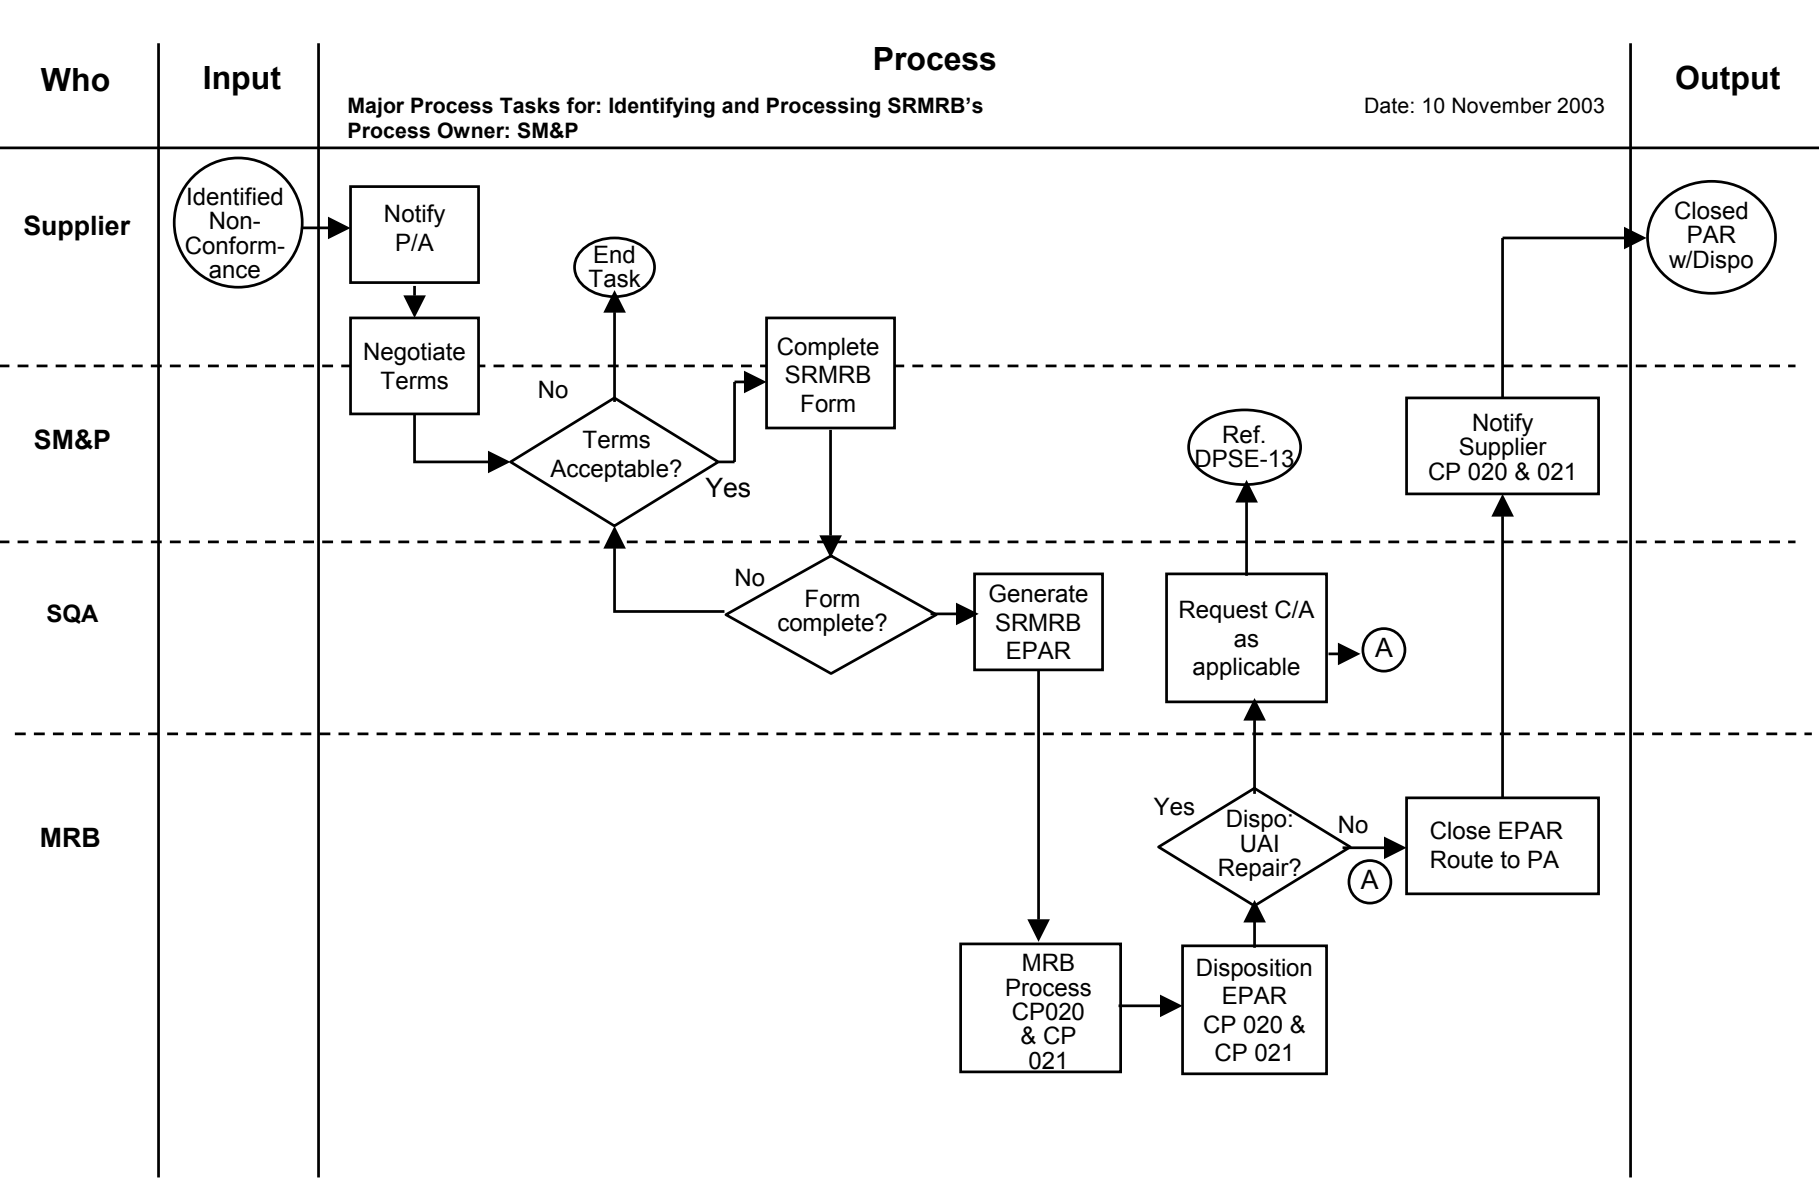 Who
Input
Process
Output
Major Process Tasks for: Identifying and Processing SRMRB's
Process Owner: SM&P
Date: 10 November 2003
Supplier
Identified
Non-
Conform-
ance
Notify
P/A
End
Task
Closed
PAR
w/Dispo
Negotiate
Terms
Complete
SRMRB
Form
SM&P
No
Terms
Acceptable?
Yes
Ref.
DPSE-13
Notify
Supplier
CP 020 & 021
SQA
No
Form
complete?
Generate
SRMRB
EPAR
Request C/A
as
applicable
A
MRB
Yes
Dispo:
UAI
Repair?
No
A
Close EPAR
Route to PA
MRB
Process
CP020
& CP
021
Disposition
EPAR
CP 020 &
CP 021